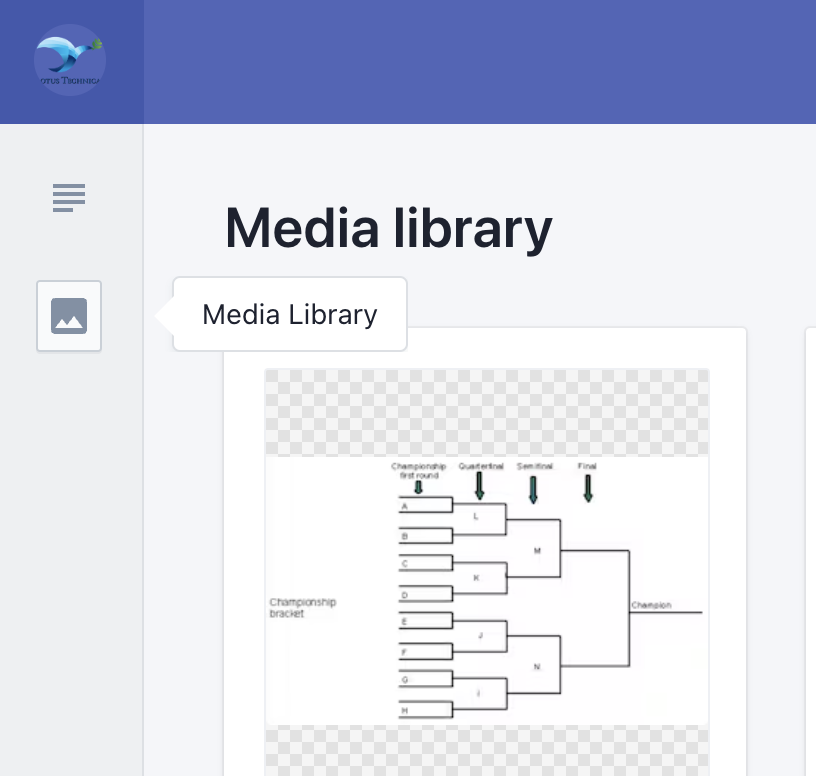 OTUS TECHNICA
Media library
Media Library
Championship
first round
Quarterfinal
Semifinal
Final
A
L
B
M
C
K
D
Championship
bracket
Champion
E
J
F
N
G
I
H